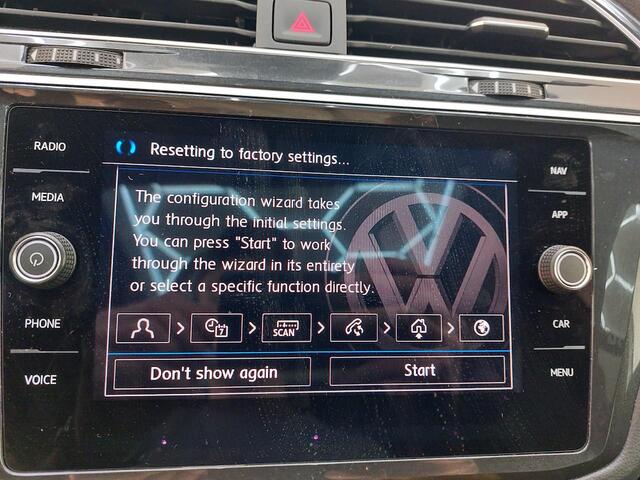 Resetting to factory settings...
RADIO
NAV
MEDIA
APP
The configuration wizard takes
you through the initial settings.
You can press "Start" to work
through the wizard in its entirety
or select a specific function directly.
PHONE
CAR
7
SCAN
VOICE
MENU
Don't show again
Start